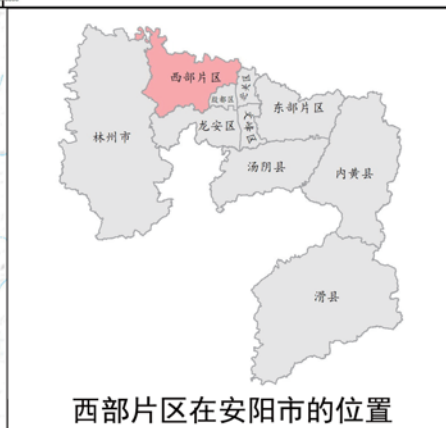 西部片区
北关区
殷都区
东部片区
文峰区
林州市
龙安区
汤阴县
内黄县
滑县
西部片区在安阳市的位置